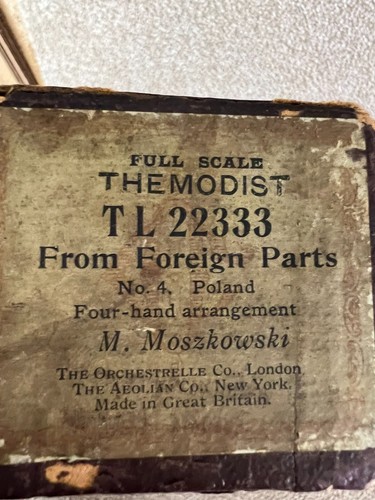 FULL SCALE
THEMODIST
TL 22333
From Foreign Parts
No. 4, Poland
Four-hand arrangement
M. Moszkowski
THE ORCHESTRELLE Co., London
THE AEOLIAN Co., New York.
Made in Great Britain.